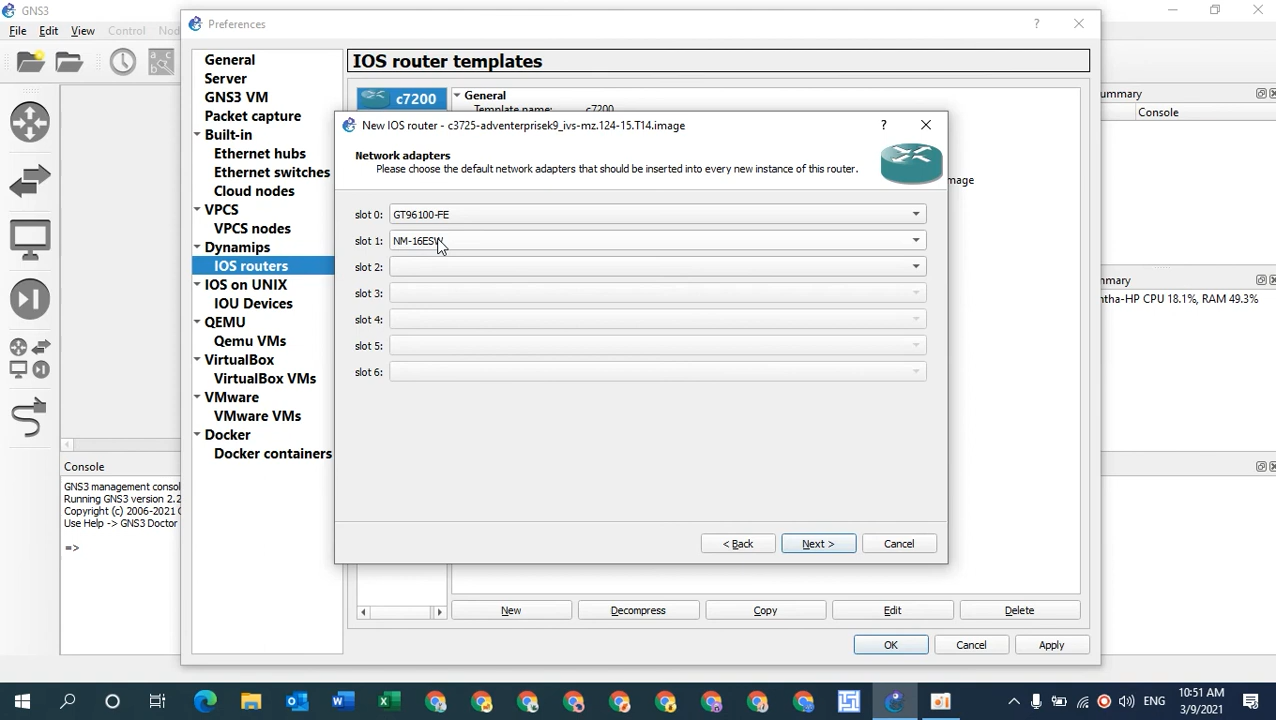 GNS3
File Edit View Control Nod
Preferences
?
General
Server
GNS3 VM
Packet capture
Built-in
Ethernet hubs
Ethernet switches
Cloud nodes
VPCS
VPCS nodes
Dynamips
IOS routers
IOS on UNIX
IOU Devices
QEMU
Qemu VMs
VirtualBox
VirtualBox VMs
VMware
VMware VMs
Docker
Docker containers
IOS router templates
c7200
General
Template name: c7200
New IOS router - c3725-adventerprisek9_ivs-mz.124-15.T14.image
?
Network adapters
Please choose the default network adapters that should be inserted into every new instance of this router.
slot 0: GT96100-FE
slot 1: NM-16ESW
slot 2:
slot 3:
slot 4:
slot 5:
slot 6:
< Back Next > Cancel
age
New Decompress Copy Edit Delete
OK Cancel Apply
ummary
Console
mmary
ntha-HP CPU 18.1%, RAM 49.3%
Console
GNS3 management conso
Running GNS3 version 2.2
Copyright (c) 2006-2021
Use Help -> GNS3 Doctor
=>
ENG
10:51 AM
3/9/2021